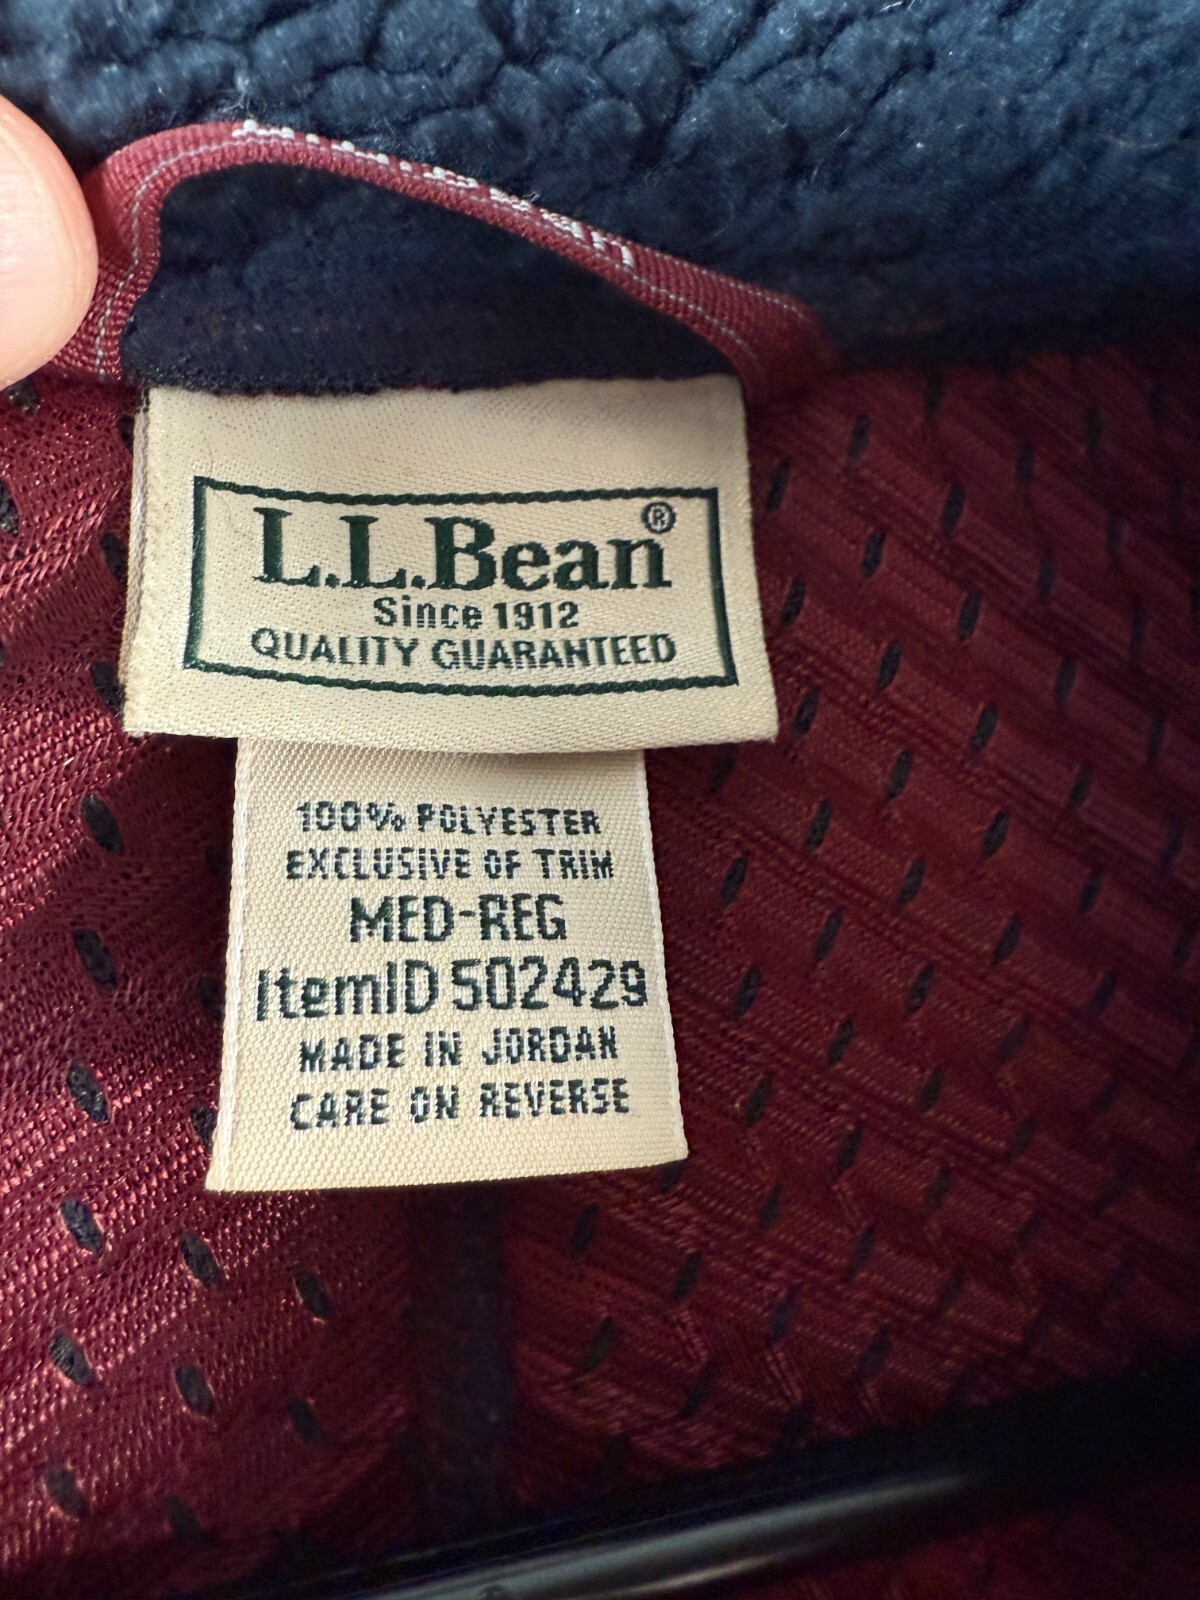 L.L.Bean®
Since 1912
QUALITY GUARANTEED
100% POLYESTER
EXCLUSIVE OF TRIM
MED-REG
ItemID 502429
MADE IN JORDAN
CARE ON REVERSE